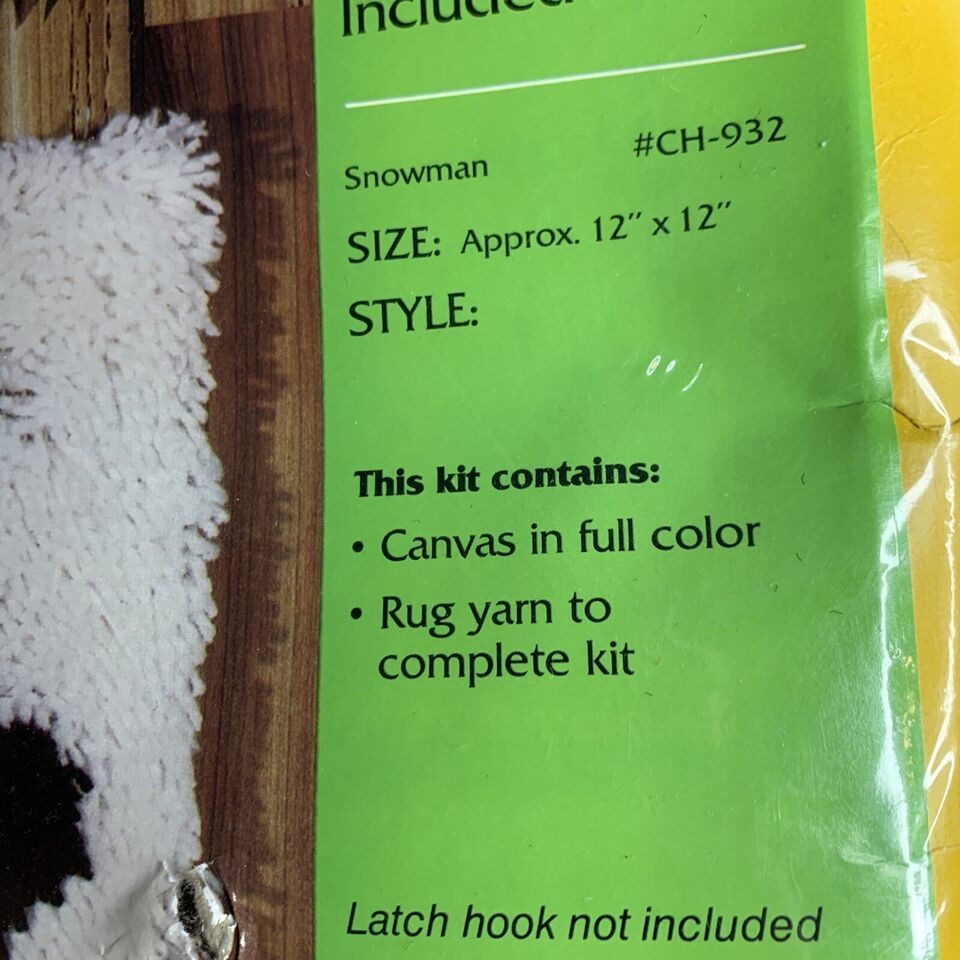 Included
Snowman #CH-932
SIZE: Approx. 12" x 12"
STYLE:
This kit contains:
• Canvas in full color
• Rug yarn to
complete kit
Latch hook not included